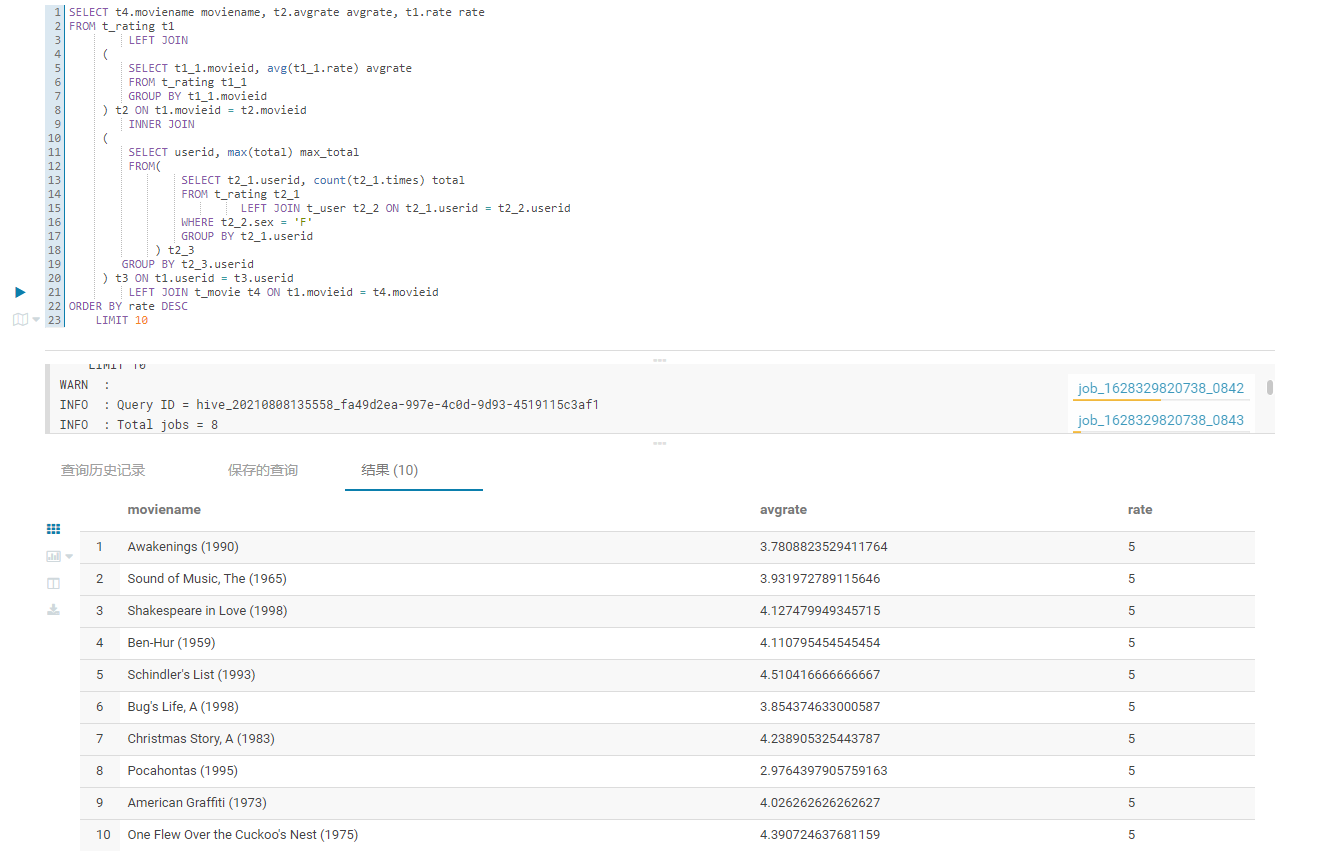 1 SELECT t4.moviename moviename, t2.avgrate avgrate, t1.rate rate
2 FROM t_rating t1
3 LEFT JOIN
4 (
5 SELECT t1_1.movieid, avg(t1_1.rate) avgrate
6 FROM t_rating t1_1
7 GROUP BY t1_1.movieid
8 ) t2 ON t1.movieid = t2.movieid
9 INNER JOIN
10 (
11 SELECT userid, max(total) max_total
12 FROM(
13 SELECT t2_1.userid, count(t2_1.times) total
14 FROM t_rating t2_1
15 LEFT JOIN t_user t2_2 ON t2_1.userid = t2_2.userid
16 WHERE t2_2.sex = 'F'
17 GROUP BY t2_1.userid
18 ) t2_3
19 GROUP BY t2_3.userid
20 ) t3 ON t1.userid = t3.userid
21 LEFT JOIN t_movie t4 ON t1.movieid = t4.movieid
22 ORDER BY rate DESC
23 LIMIT 10
LIMIT 10
WARN :
INFO : Query ID = hive_20210808135558_fa49d2ea-997e-4c0d-9d93-4519115c3af1
INFO : Total jobs = 8
job_1628329820738_0842
job_1628329820738_0843
查询历史记录 保存的查询 结果 (10)
moviename avgrate rate
1 Awakenings (1990) 3.7808823529411764 5
2 Sound of Music, The (1965) 3.931972789115646 5
3 Shakespeare in Love (1998) 4.127479949345715 5
4 Ben-Hur (1959) 4.110795454545454 5
5 Schindler's List (1993) 4.510416666666667 5
6 Bug's Life, A (1998) 3.854374633000587 5
7 Christmas Story, A (1983) 4.238905325443787 5
8 Pocahontas (1995) 2.9764397905759163 5
9 American Graffiti (1973) 4.026262626262627 5
10 One Flew Over the Cuckoo's Nest (1975) 4.390724637681159 5